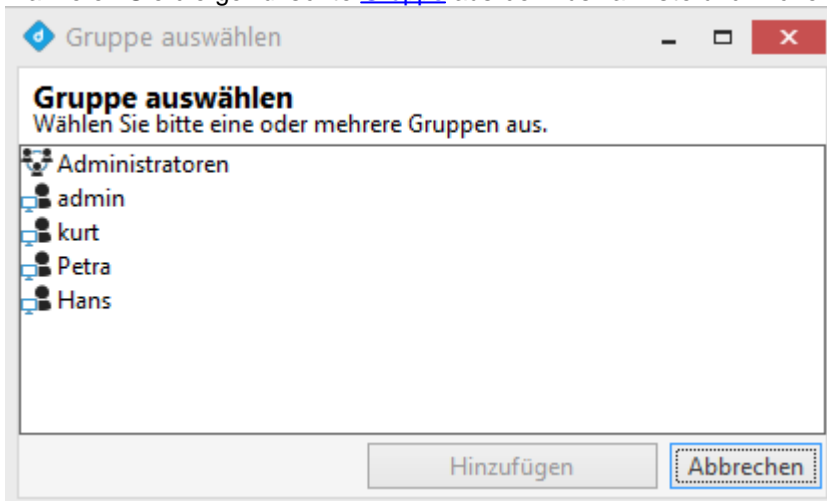 Gruppe auswählen
Gruppe auswählen
Wählen Sie bitte eine oder mehrere Gruppen aus.
Administratoren
admin
kurt
Petra
Hans
Hinzufügen
Abbrechen